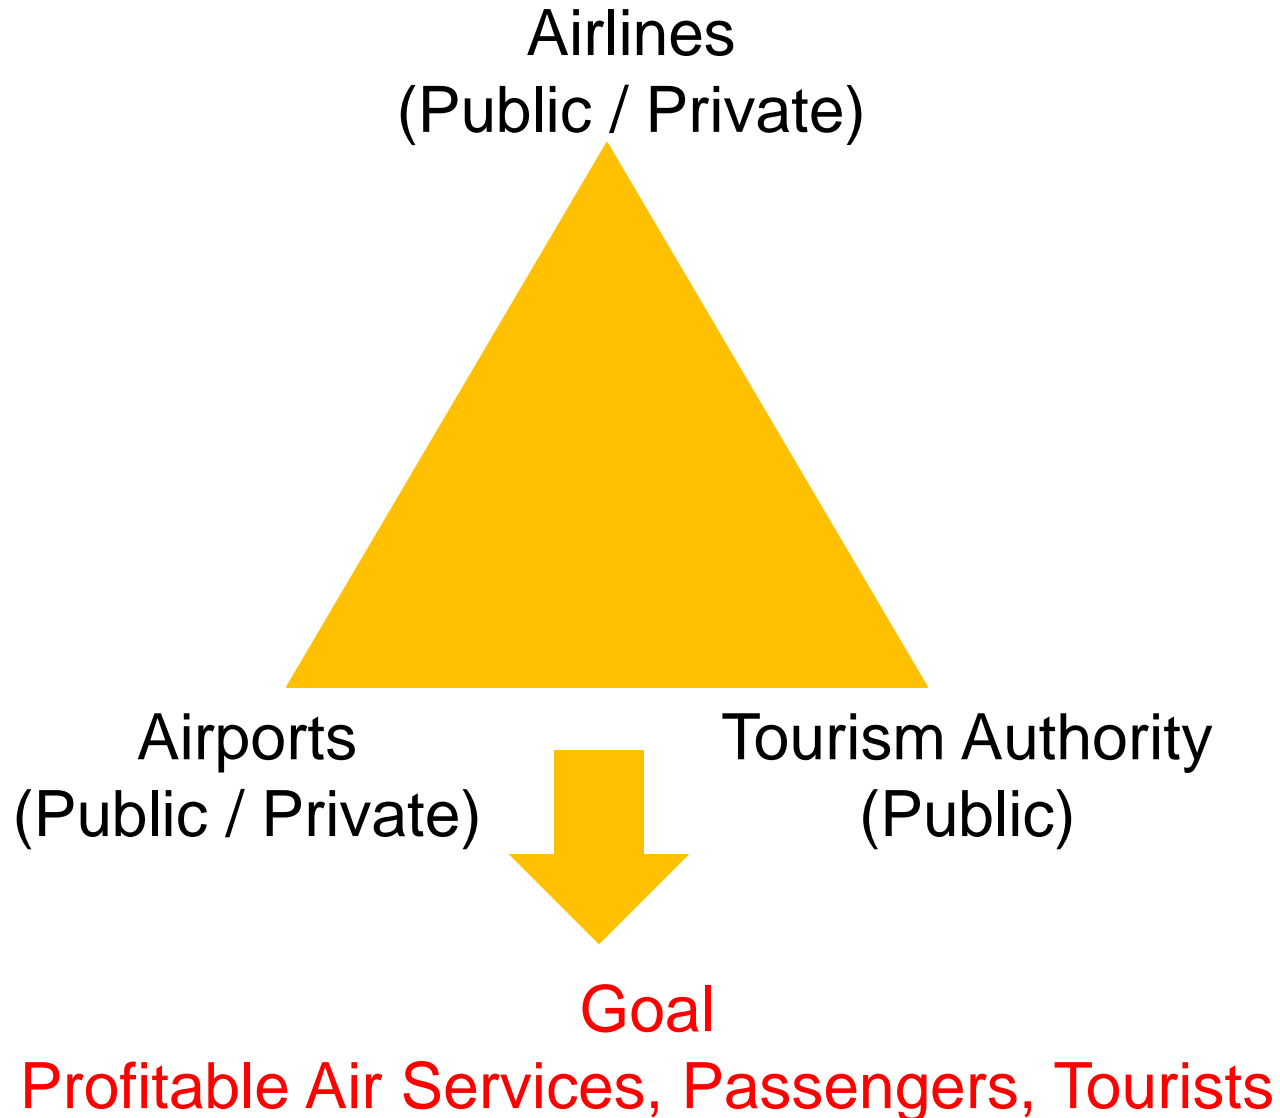 Airlines
(Public / Private)
Airports
(Public / Private)
Tourism Authority
(Public)
Goal
Profitable Air Services, Passengers, Tourists